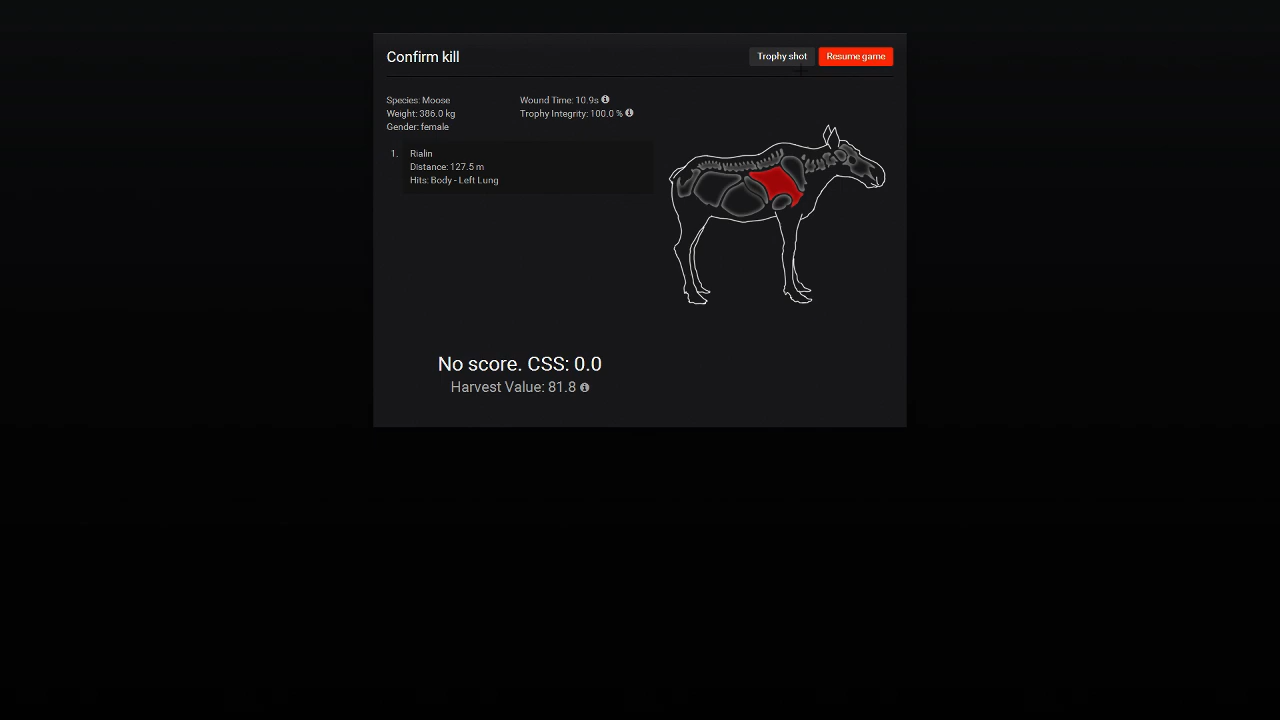 Confirm kill
Trophy shot
Resume game
Species: Moose
Weight: 386.0 kg
Gender: female
Wound Time: 10.9s
Trophy Integrity: 100.0 %
1. Rialin
Distance: 127.5 m
Hits: Body - Left Lung
No score. CSS: 0.0
Harvest Value: 81.8